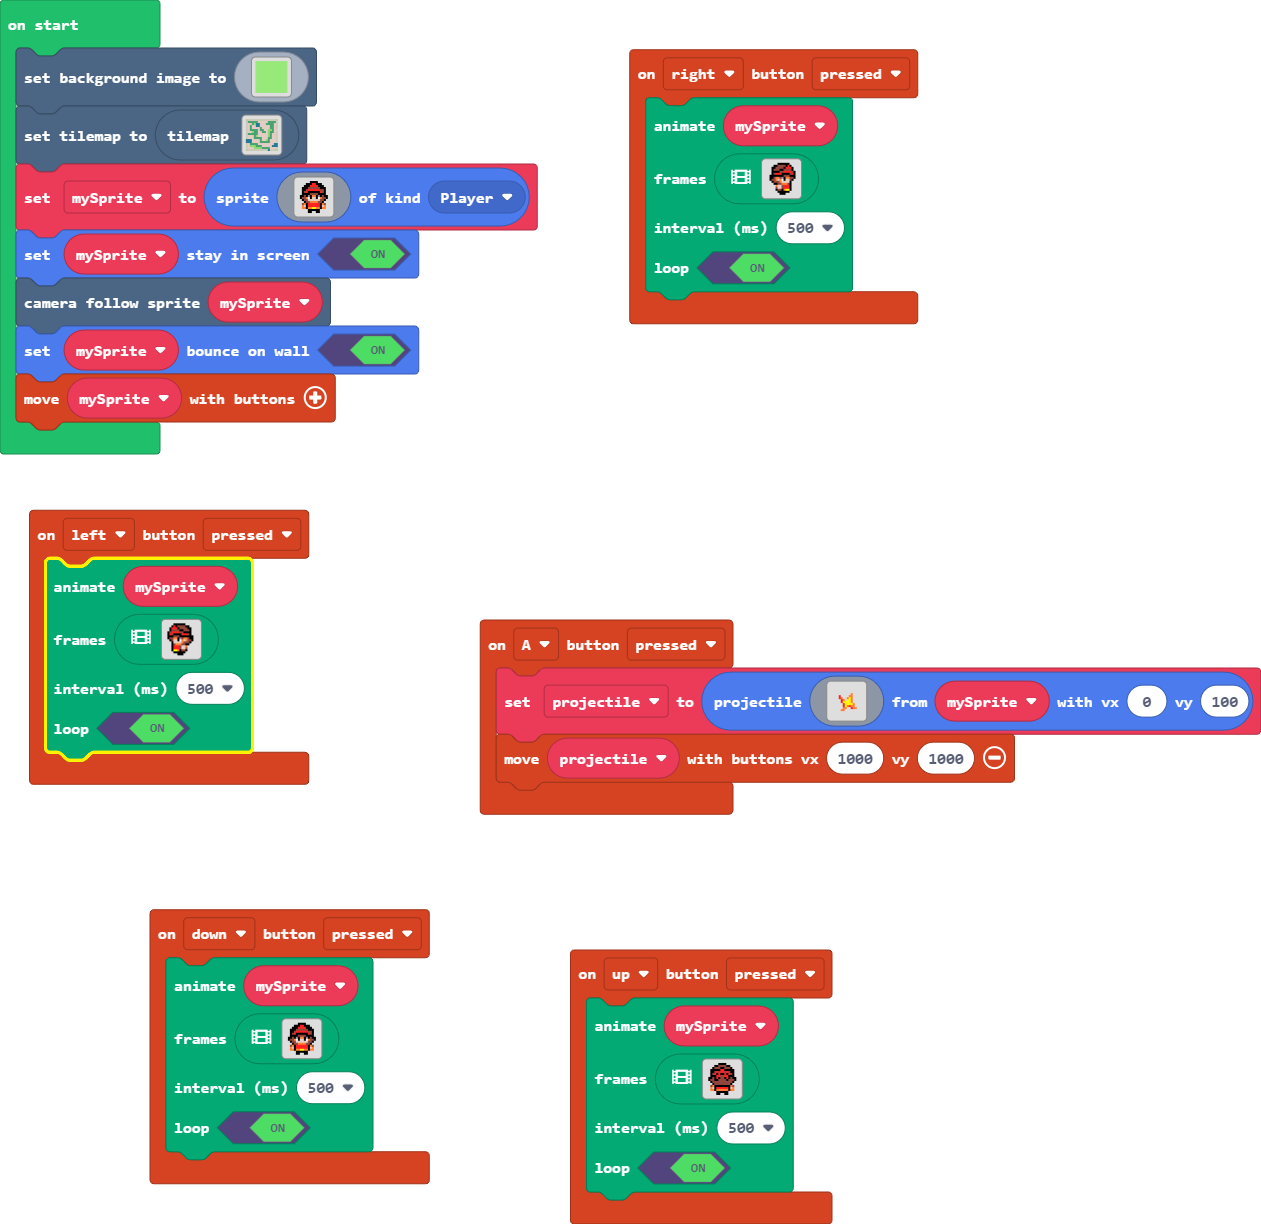 on start
set background image to
set tilemap to tilemap
set mySprite to sprite of kind Player
set mySprite stay in screen ON
camera follow sprite mySprite
set mySprite bounce on wall ON
move mySprite with buttons
on right button pressed
animate mySprite
frames
interval (ms) 500
loop ON
on left button pressed
animate mySprite
frames
interval (ms) 500
loop ON
on A button pressed
set projectile to projectile from mySprite with vx 0 vy 100
move projectile with buttons vx 1000 vy 1000
on down button pressed
animate mySprite
frames
interval (ms) 500
loop ON
on up button pressed
animate mySprite
frames
interval (ms) 500
loop ON